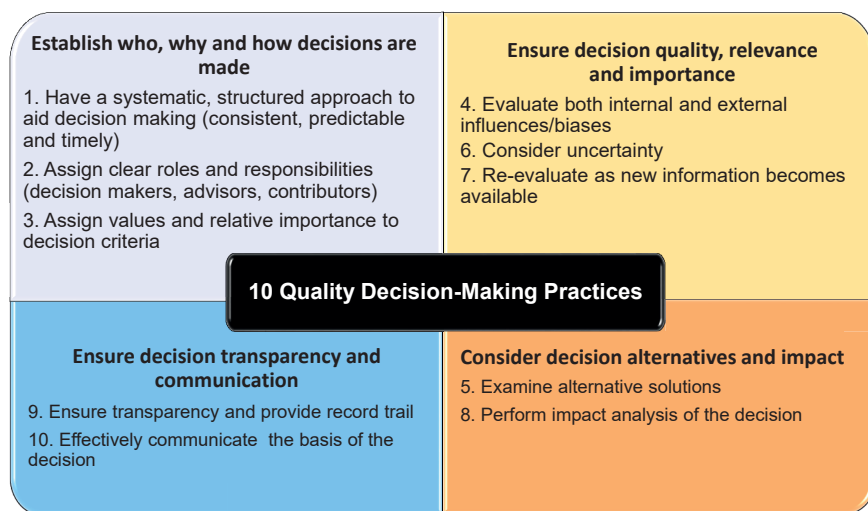 Establish who, why and how decisions are
made
1. Have a systematic, structured approach to
aid decision making (consistent, predictable
and timely)
2. Assign clear roles and responsibilities
(decision makers, advisors, contributors)
3. Assign values and relative importance to
decision criteria
Ensure decision quality, relevance
and importance
4. Evaluate both internal and external
influences/biases
6. Consider uncertainty
7. Re-evaluate as new information becomes
available
10 Quality Decision-Making Practices
Ensure decision transparency and
communication
9. Ensure transparency and provide record trail
10. Effectively communicate the basis of the
decision
Consider decision alternatives and impact
5. Examine alternative solutions
8. Perform impact analysis of the decision